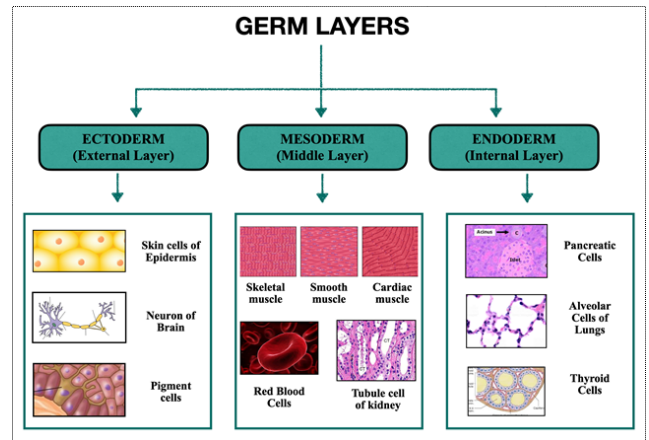 GERM LAYERS
ECTODERM
(External Layer)
MESODERM
(Middle Layer)
ENDODERM
(Internal Layer)
Skin cells of
Epidermis
Neuron of
Brain
Pigment
cells
Skeletal
muscle
Smooth
muscle
Cardiac
muscle
Red Blood
Cells
Tubule cell
of kidney
Acinus
C
Pancreatic
Cells
Alveolar
Cells of
Lungs
Thyroid
Cells